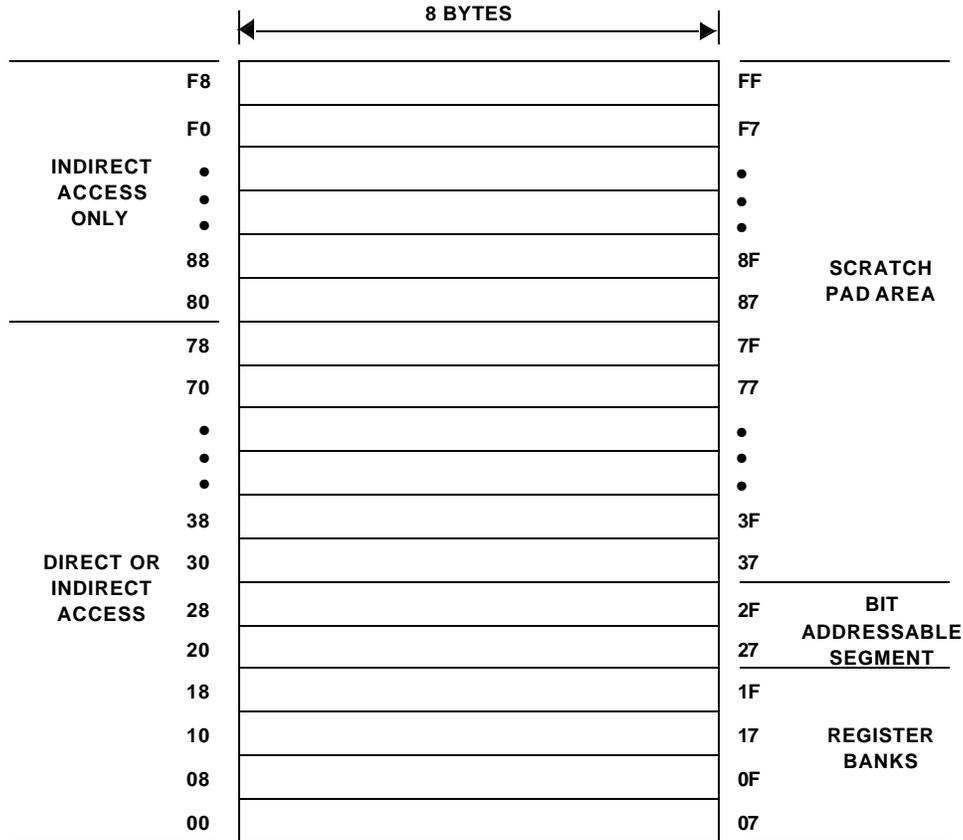 8 BYTES
F8 FF
F0 F7
INDIRECT
ACCESS
ONLY
88 8F
80 87
SCRATCH
PAD AREA
78 7F
70 77
38 3F
30 37
DIRECT OR
INDIRECT
ACCESS
28 2F
20 27
BIT
ADDRESSABLE
SEGMENT
18 1F
10 17
REGISTER
BANKS
08 0F
00 07